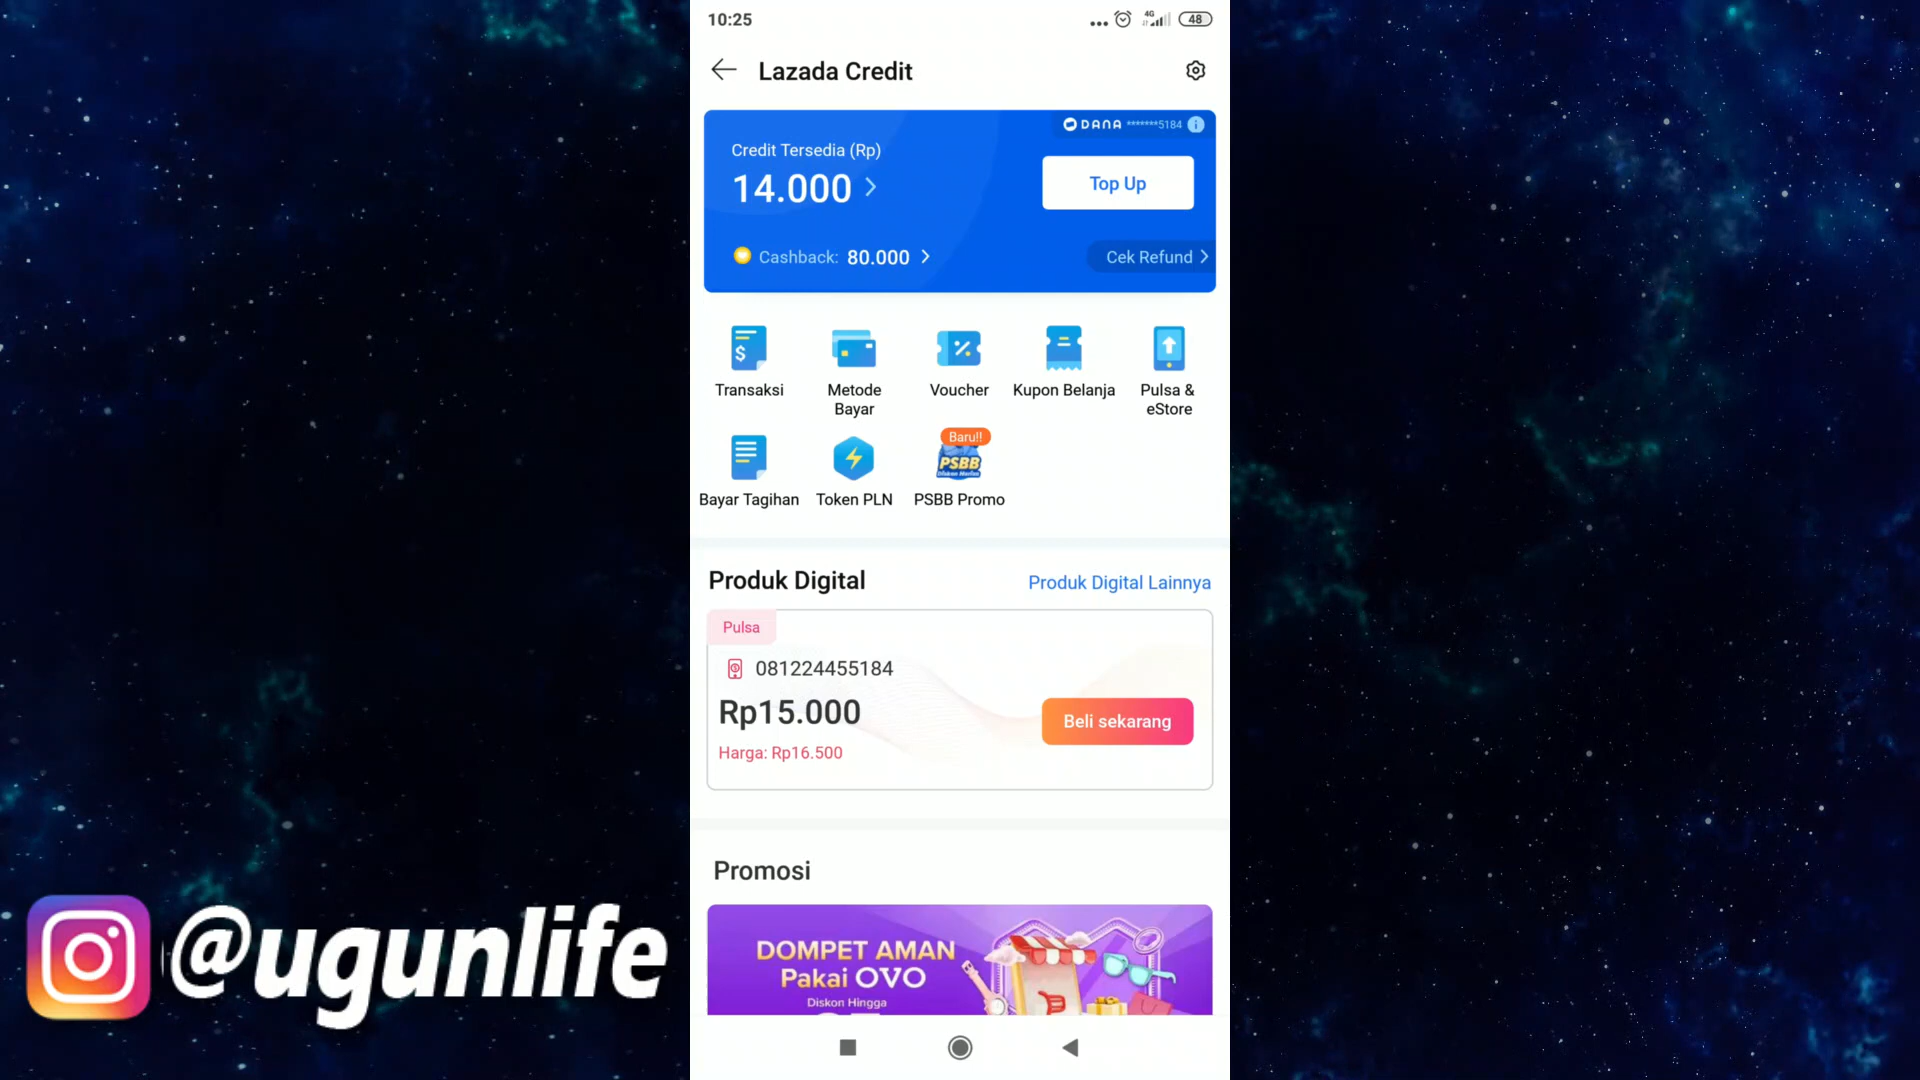 10:25
4G
48
Lazada Credit
DANA *******5184
Credit Tersedia (Rp)
14.000
Top Up
Cashback: 80.000
Cek Refund
Transaksi
Metode
Bayar
Voucher
Kupon Belanja
Pulsa &
eStore
Baru!!
PSBB
Bayar Tagihan
Token PLN
PSBB Promo
Produk Digital
Produk Digital Lainnya
Pulsa
081224455184
Rp15.000
Beli sekarang
Harga: Rp16.500
Promosi
DOMPET AMAN
Pakai OVO
Diskon Hingga
@ugunlife